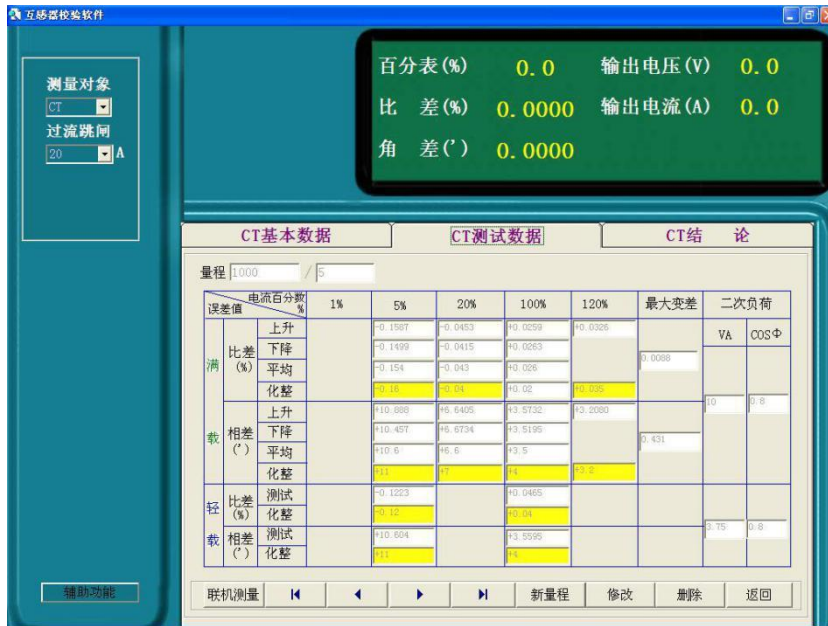 互感器校验软件
测量对象
CT
过流跳闸
20 A
百分表(%) 0.0 输出电压(V) 0.0
比 差(%) 0.0000 输出电流(A) 0.0
角 差(') 0.0000
CT基本数据 CT测试数据 CT结 论
量程 1000 / 5
误差值 电流百分数 % 1% 5% 20% 100% 120% 最大变差 二次负荷
VA COSΦ
满载 比差(%) 上升 -0.1587 -0.0453 +0.0259 +0.0326
下降 -0.1499 -0.0415 +0.0263 0.0088
平均 -0.154 -0.043 +0.026
化整 -0.16 -0.04 +0.02 +0.035
10 0.8
相差(') 上升 +10.888 +6.6405 +3.5732 +3.2080
下降 +10.457 +6.6734 +3.5195 0.431
平均 +10.6 +6.6 +3.5
化整 +11 +7 +4 +3.2
轻载 比差(%) 测试 -0.1223 +0.0465
化整 -0.12 +0.04
3.75 0.8
相差(') 测试 +10.604 +3.5595
化整 +11 +4
辅助功能
联机测量 新量程 修改 删除 返回